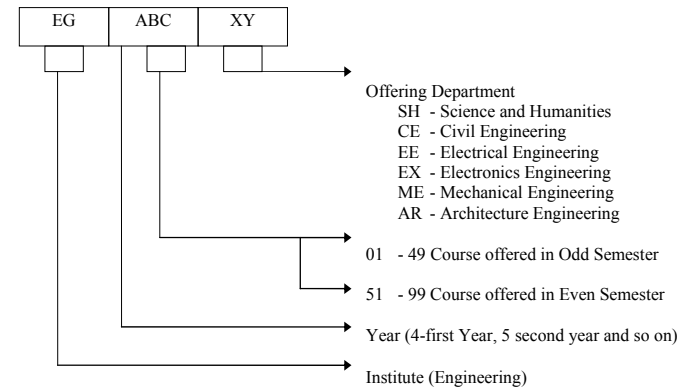 EG ABC XY
Offering Department
SH - Science and Humanities
CE - Civil Engineering
EE - Electrical Engineering
EX - Electronics Engineering
ME - Mechanical Engineering
AR - Architecture Engineering
01 - 49 Course offered in Odd Semester
51 - 99 Course offered in Even Semester
Year (4-first Year, 5 second year and so on)
Institute (Engineering)